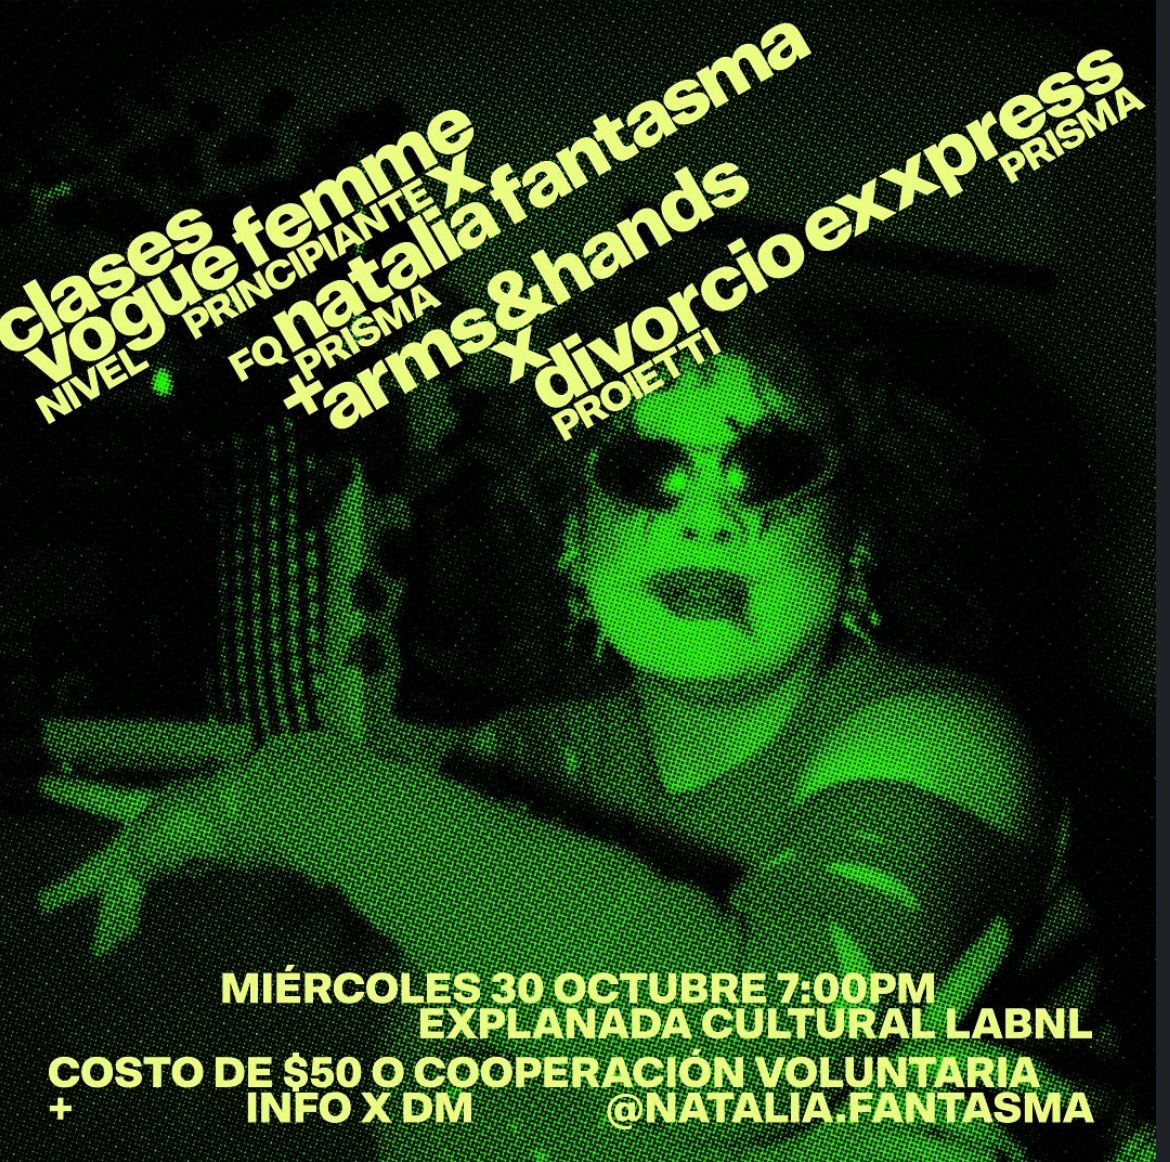 clases
vogue femme
NIVEL PRINCIPIANTE X
natalia fantasma
FQ PRISMA
+arms&hands
x
divorcio exxpress
PROIETTI PRISMA
MIÉRCOLES 30 OCTUBRE 7:00PM
EXPLANADA CULTURAL LABNL
COSTO DE $50 O COOPERACIÓN VOLUNTARIA
+ INFO X DM @NATALIA.FANTASMA